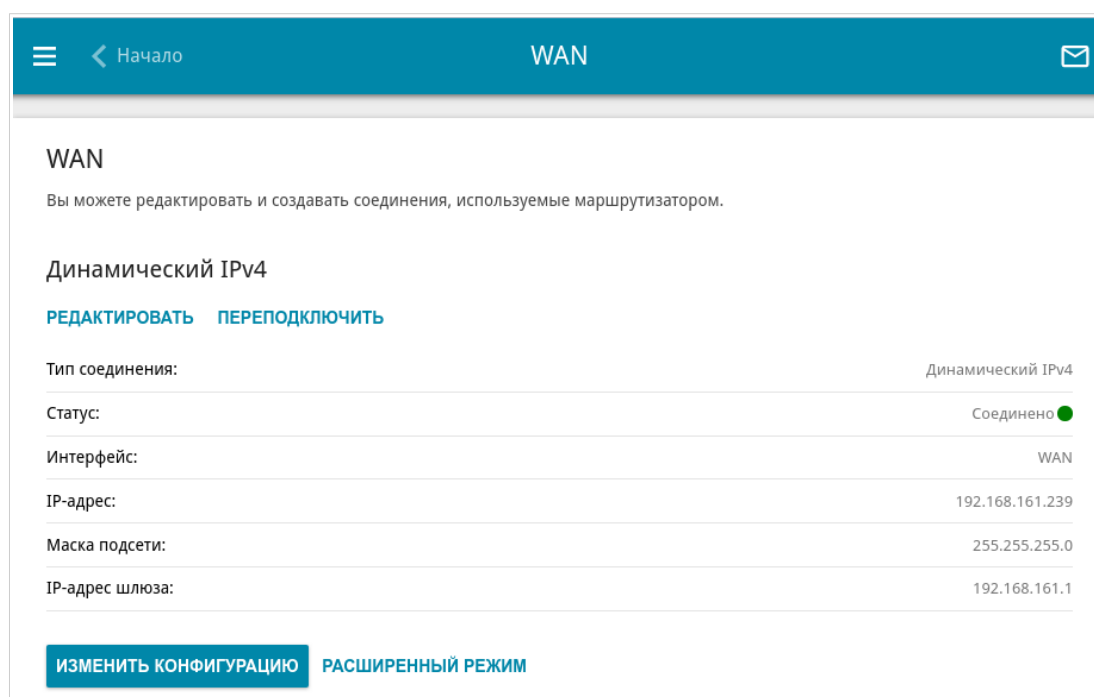 Начало
WAN
WAN
Вы можете редактировать и создавать соединения, используемые маршрутизатором.
Динамический IPv4
РЕДАКТИРОВАТЬ ПЕРЕПОДКЛЮЧИТЬ
Тип соединения: Динамический IPv4
Статус: Соединено
Интерфейс: WAN
IP-адрес: 192.168.161.239
Маска подсети: 255.255.255.0
IP-адрес шлюза: 192.168.161.1
ИЗМЕНИТЬ КОНФИГУРАЦИЮ РАСШИРЕННЫЙ РЕЖИМ